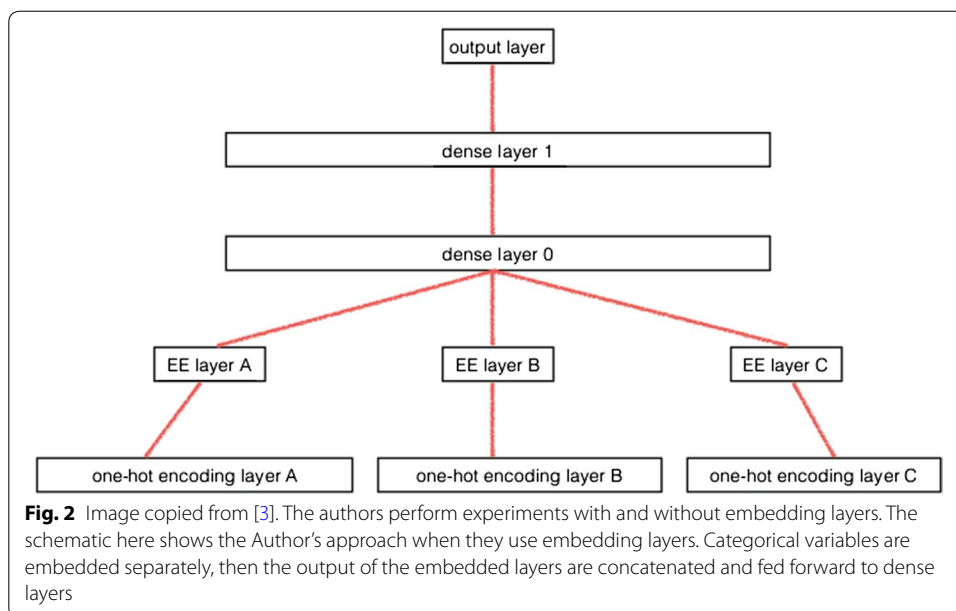 output layer
dense layer 1
dense layer 0
EE layer A
EE layer B
EE layer C
one-hot encoding layer A
one-hot encoding layer B
one-hot encoding layer C
Fig. 2 Image copied from [3]. The authors perform experiments with and without embedding layers. The
schematic here shows the Author's approach when they use embedding layers. Categorical variables are
embedded separately, then the output of the embedded layers are concatenated and fed forward to dense
layers